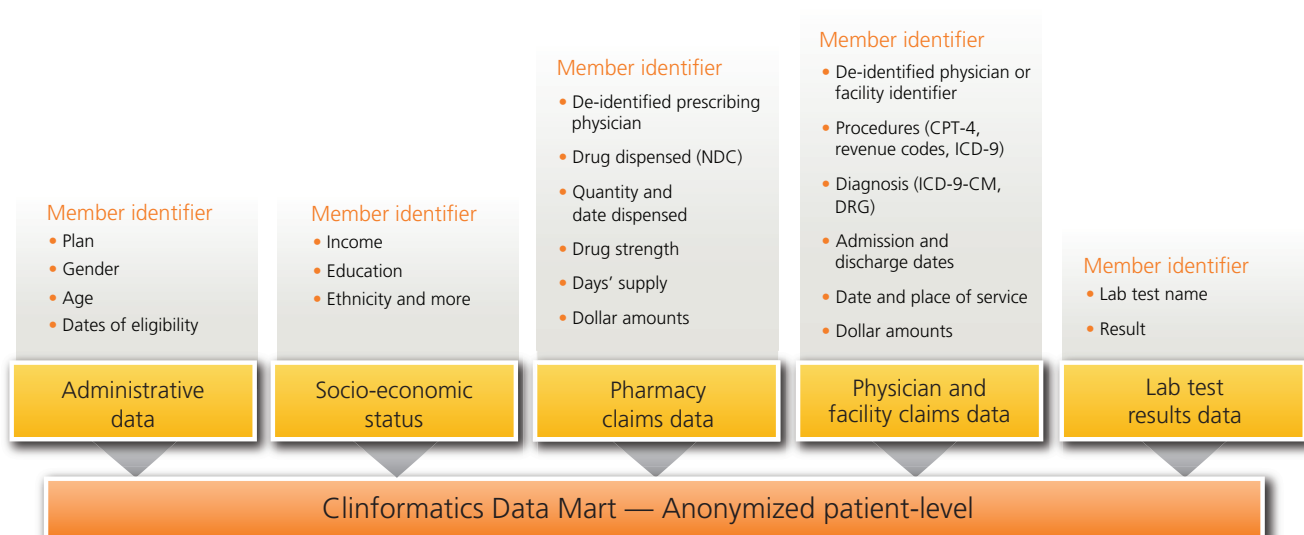 Member identifier
• Plan
• Gender
• Age
• Dates of eligibility
Administrative
data
Member identifier
• Income
• Education
• Ethnicity and more
Socio-economic
status
Member identifier
• De-identified prescribing
physician
• Drug dispensed (NDC)
• Quantity and
date dispensed
• Drug strength
• Days’ supply
• Dollar amounts
Pharmacy
claims data
Member identifier
• De-identified physician or
facility identifier
• Procedures (CPT-4,
revenue codes, ICD-9)
• Diagnosis (ICD-9-CM,
DRG)
• Admission and
discharge dates
• Date and place of service
• Dollar amounts
Physician and
facility claims data
Member identifier
• Lab test name
• Result
Lab test
results data
Clinformatics Data Mart — Anonymized patient-level